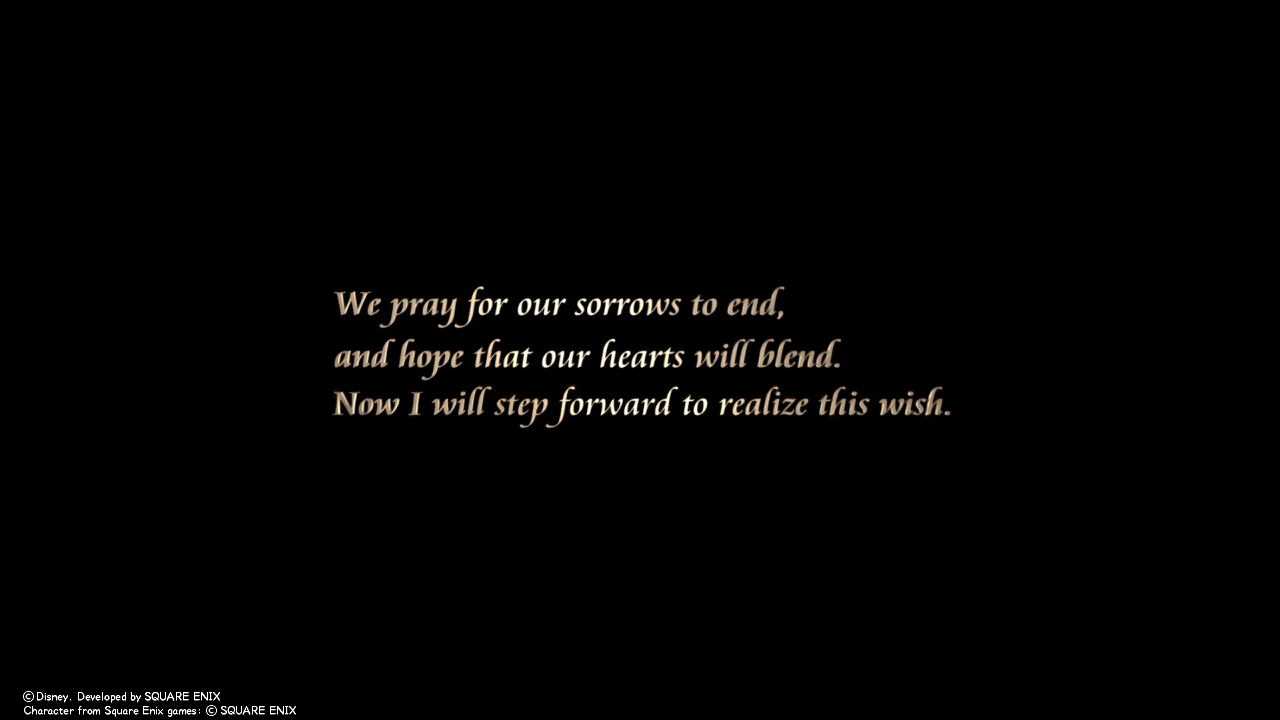 We pray for our sorrows to end,
and hope that our hearts will blend.
Now I will step forward to realize this wish.
©Disney. Developed by SQUARE ENIX
Character from Square Enix games: © SQUARE ENIX